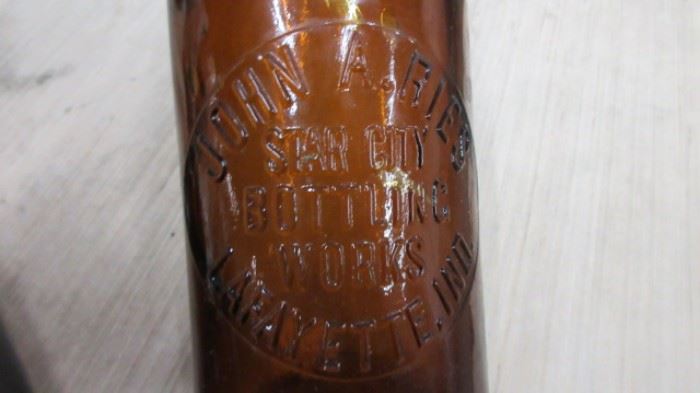 JOHN A. RIES
STAR CITY
BOTTLING
WORKS
LAFAYETTE, IND.